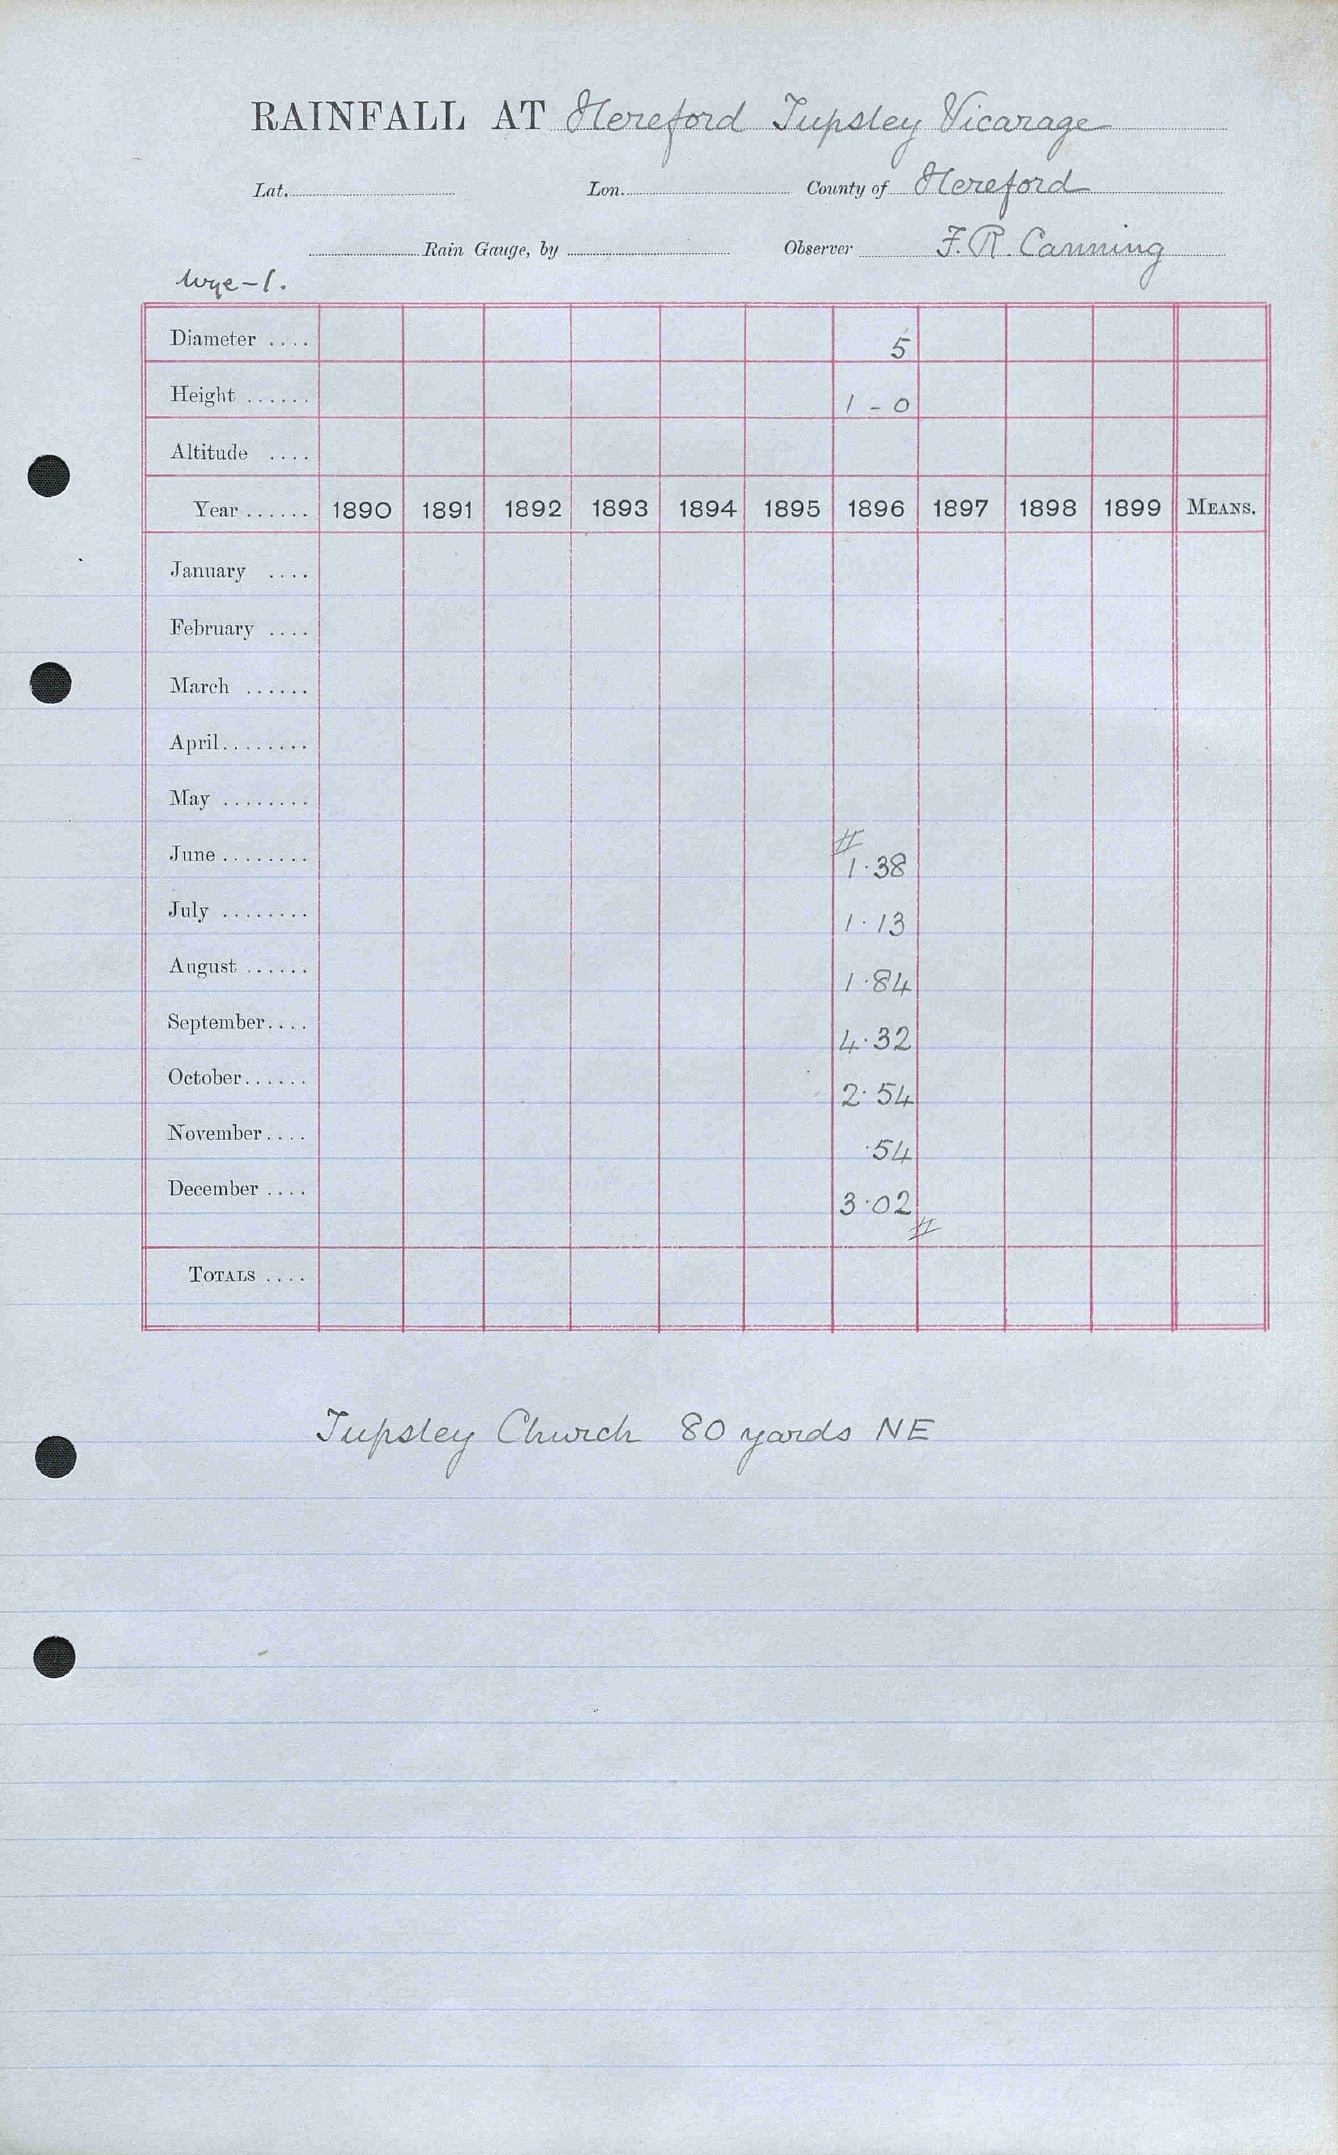 RAINFALL AT Hereford Tupsley Vicarage
Lat. Lon. County of Hereford
Rain Gauge, by Observer F. R. Canning
Wye-1.
Diameter .... 5
Height ...... 1 - 0
Altitude ....
Year ...... 1890 1891 1892 1893 1894 1895 1896 1897 1898 1899 MEANS.
January ....
February ....
March ......
April........
May ........
#
June ........ 1.38
July ........ 1.13
August ...... 1.84
September.... 4.32
October...... 2.54
November.... .54
December .... 3.02
#
TOTALS ....
Tupsley Church 80 yards NE